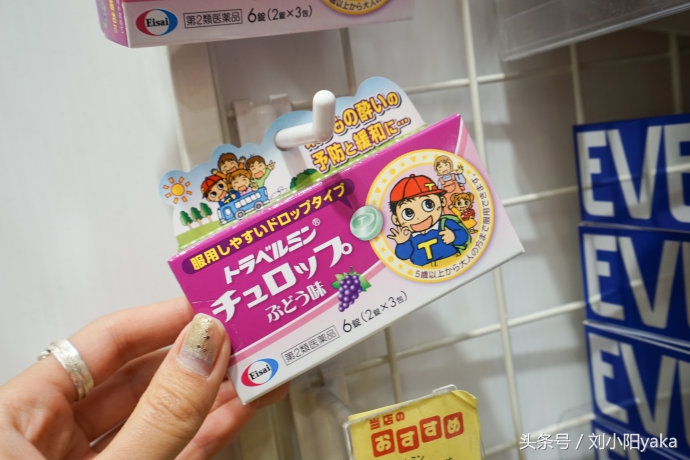 Eisai
第2類医薬品
6錠(2錠×3包)
予防と緩和に…
服用しやすいドロップタイプ
トラベルミン®
チュロップ
ぶどう味
T
T
5歳以上から大人の方まで服用できます。
第2類医薬品
6錠(2錠×3包)
Eisai
EVE
EVE
EVE
当店の
おすすめ
头条号 / 刘小阳yaka